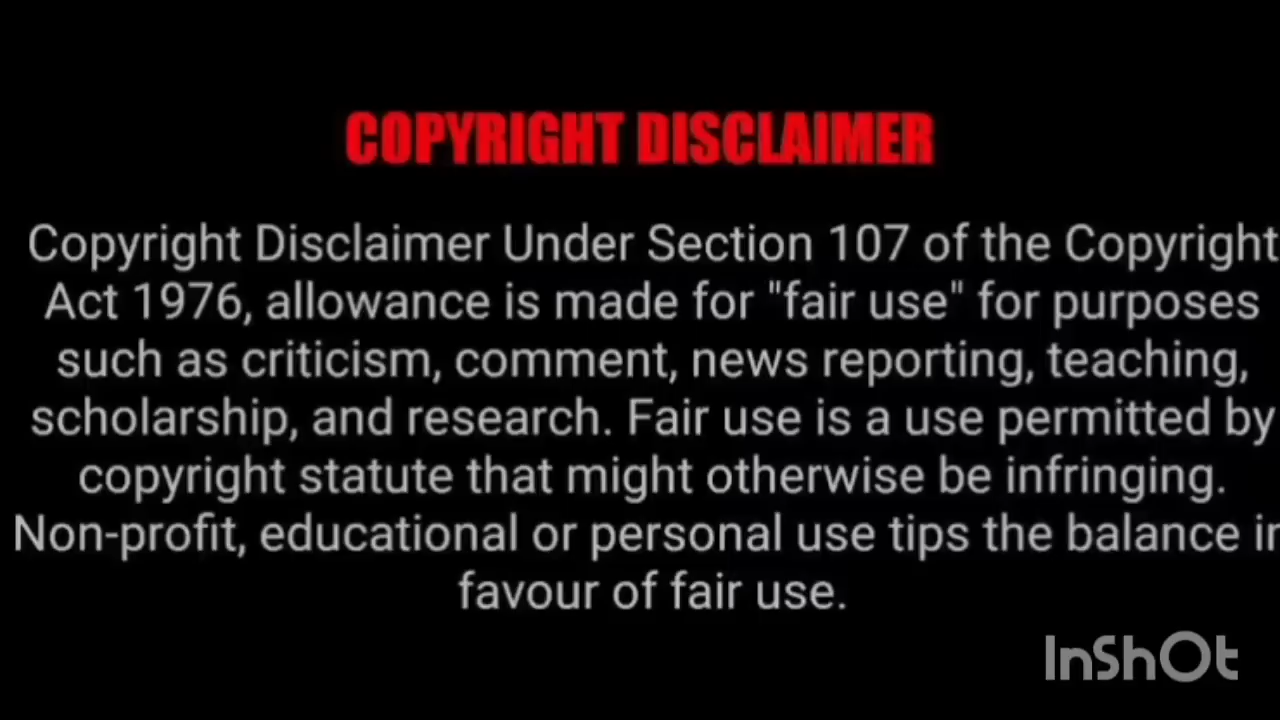 COPYRIGHT DISCLAIMER
Copyright Disclaimer Under Section 107 of the Copyright
Act 1976, allowance is made for "fair use" for purposes
such as criticism, comment, news reporting, teaching,
scholarship, and research. Fair use is a use permitted by
copyright statute that might otherwise be infringing.
Non-profit, educational or personal use tips the balance in
favour of fair use.
InShOt